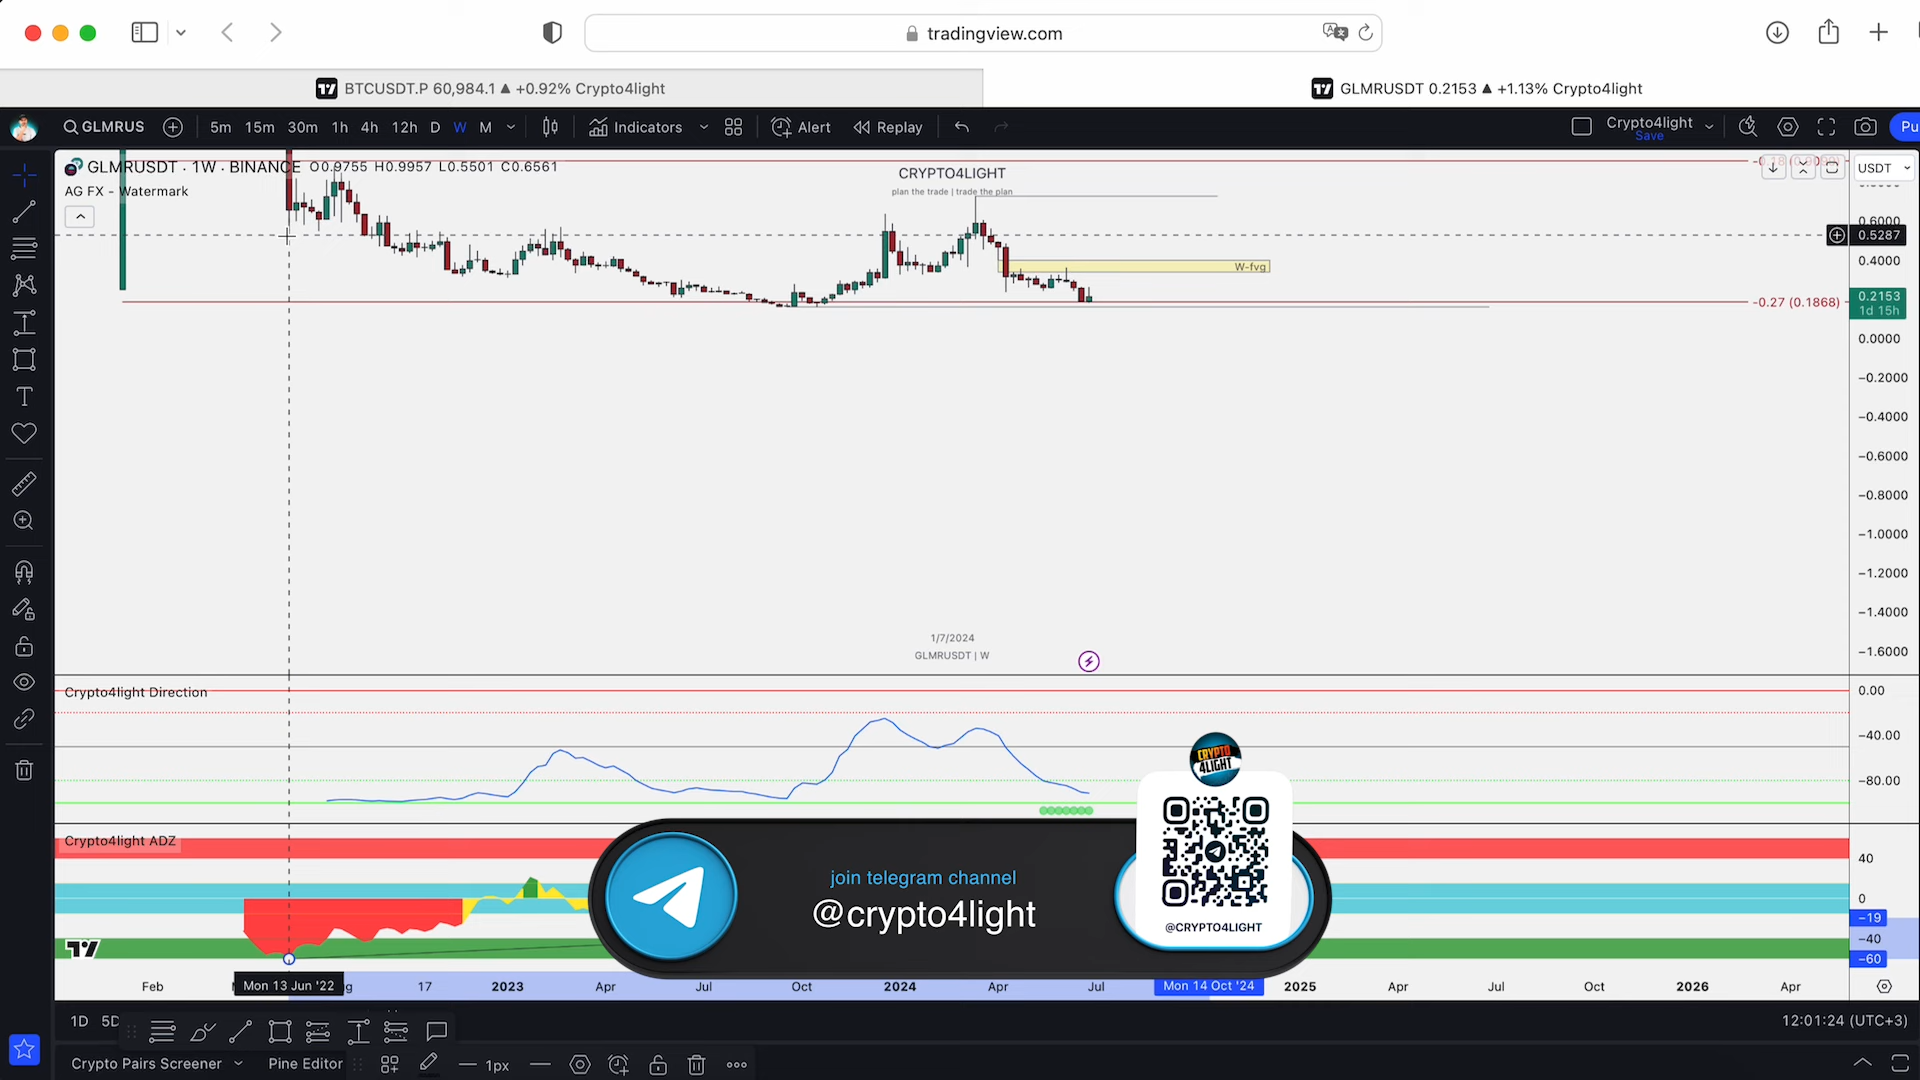 tradingview.com
BTCUSDT.P 60,984.1 ▲ +0.92% Crypto4light
GLMRUSDT 0.2153 ▲ +1.13% Crypto4light
GLMRUS
5m 15m 30m 1h 4h 12h D W M
Indicators
Alert
Replay
Crypto4light
Save
Pu
GLMRUSDT · 1W · BINANCE O0.9755 H0.9957 L0.5501 C0.6561
AG FX - Watermark
CRYPTO4LIGHT
plan the trade | trade the plan
USDT
0.6000
0.5287
0.4000
W-fvg
-0.27 (0.1868)
0.2153
1d 15h
0.0000
−0.2000
−0.4000
−0.6000
−0.8000
−1.0000
−1.2000
−1.4000
−1.6000
1/7/2024
GLMRUSDT | W
Crypto4light Direction
0.00
−40.00
−80.00
Crypto4light ADZ
40
0
−19
−40
−60
CRYPTO
4LIGHT
join telegram channel
@crypto4light
@CRYPTO4LIGHT
Feb Mon 13 Jun '22 17 2023 Apr Jul Oct 2024 Apr Jul Mon 14 Oct '24 2025 Apr Jul Oct 2026 Apr
1D 5D
12:01:24 (UTC+3)
Crypto Pairs Screener
Pine Editor
1px